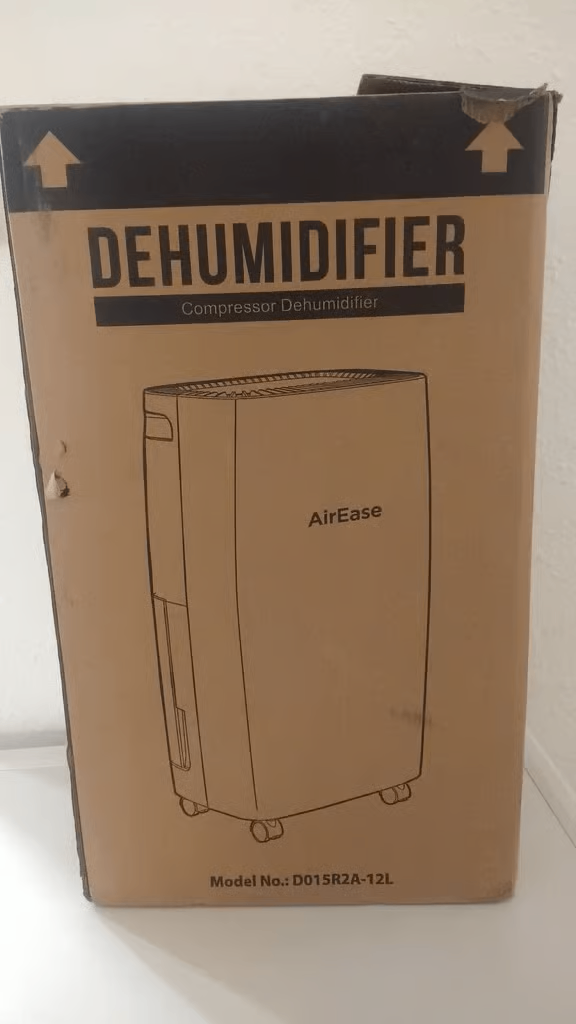 DEHUMIDIFIER
Compressor Dehumidifier
AirEase
Model No.: D015R2A-12L